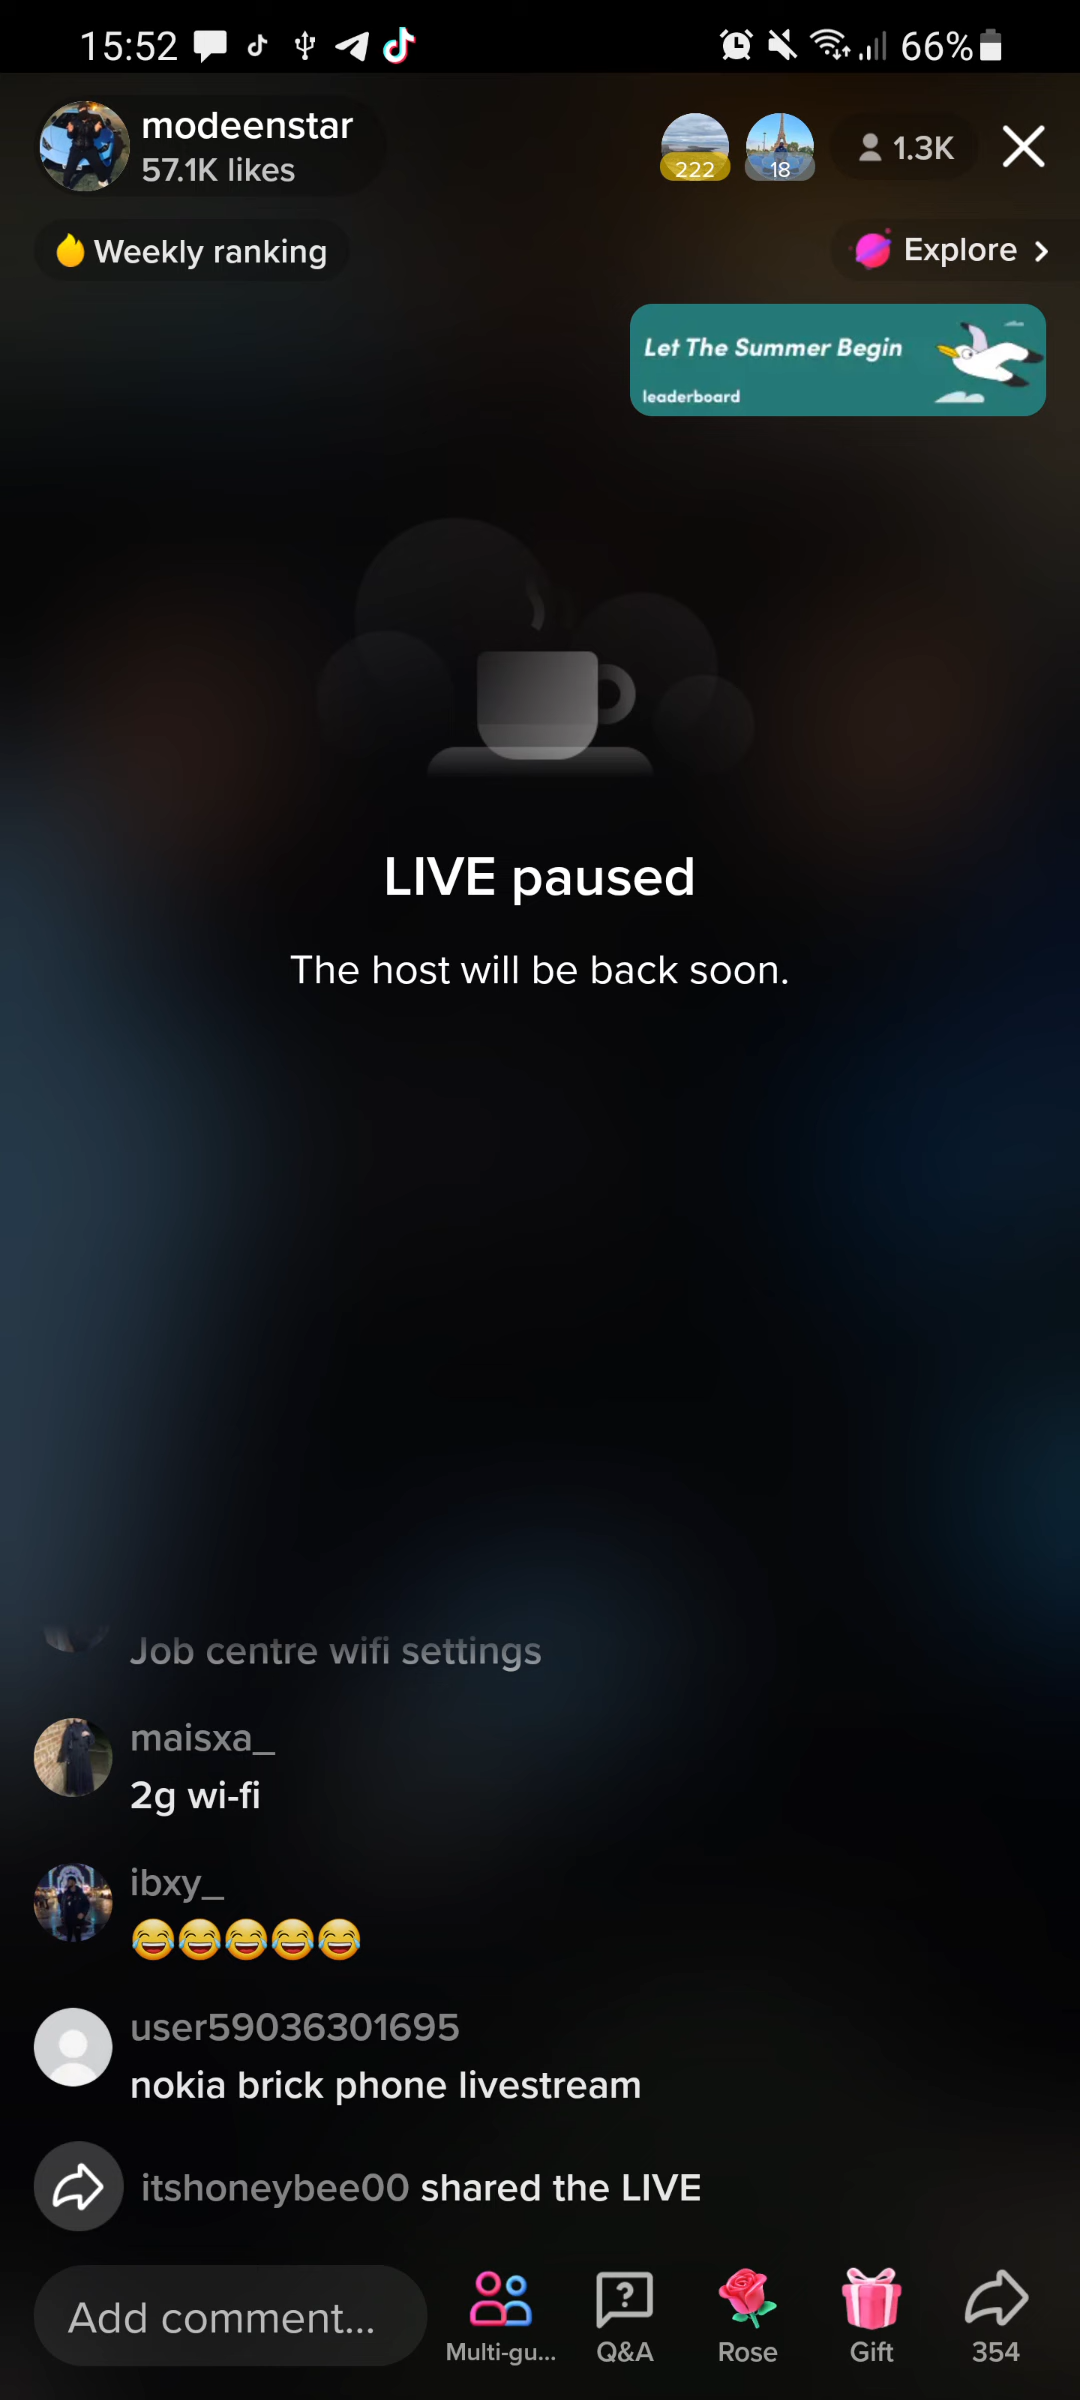 15:52
66%
modeenstar
57.1K likes
222
18
1.3K
Weekly ranking
Explore
Let The Summer Begin
leaderboard
LIVE paused
The host will be back soon.
Job centre wifi settings
maisxa_
2g wi-fi
ibxy_
😂😂😂😂😂
user59036301695
nokia brick phone livestream
itshoneybee00 shared the LIVE
Add comment...
Multi-gu...
Q&A
Rose
Gift
354